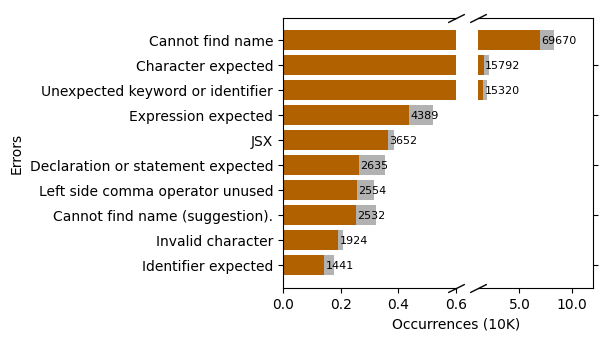 Cannot find name 69670
Character expected 15792
Unexpected keyword or identifier 15320
Expression expected 4389
JSX 3652
Declaration or statement expected 2635
Left side comma operator unused 2554
Cannot find name (suggestion). 2532
Invalid character 1924
Identifier expected 1441
Errors
0.0 0.2 0.4 0.6 5.0 10.0
Occurrences (10K)